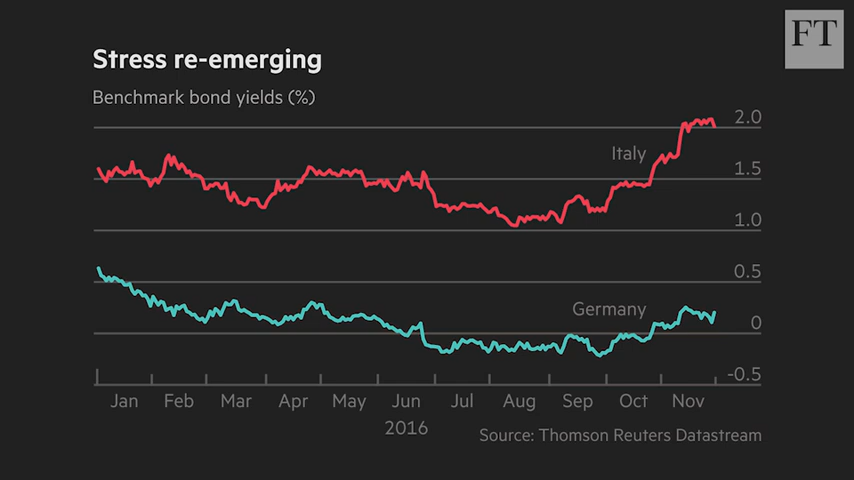 FT
Stress re-emerging
Benchmark bond yields (%)
2.0
Italy
1.5
1.0
0.5
Germany
0
-0.5
Jan Feb Mar Apr May Jun Jul Aug Sep Oct Nov
2016
Source: Thomson Reuters Datastream